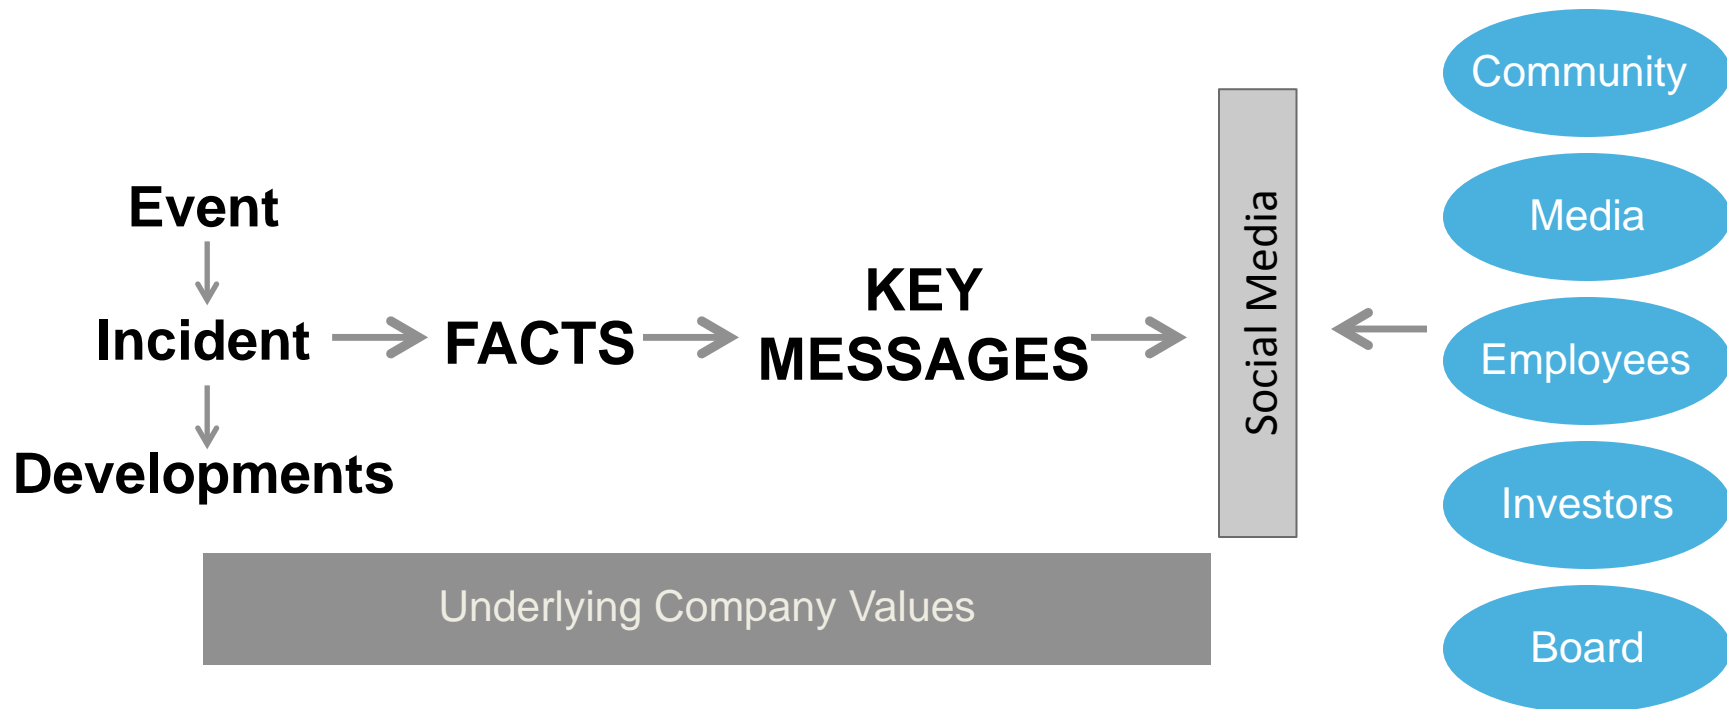 Event
Incident
Developments
FACTS
KEY
MESSAGES
Social Media
Community
Media
Employees
Investors
Board
Underlying Company Values